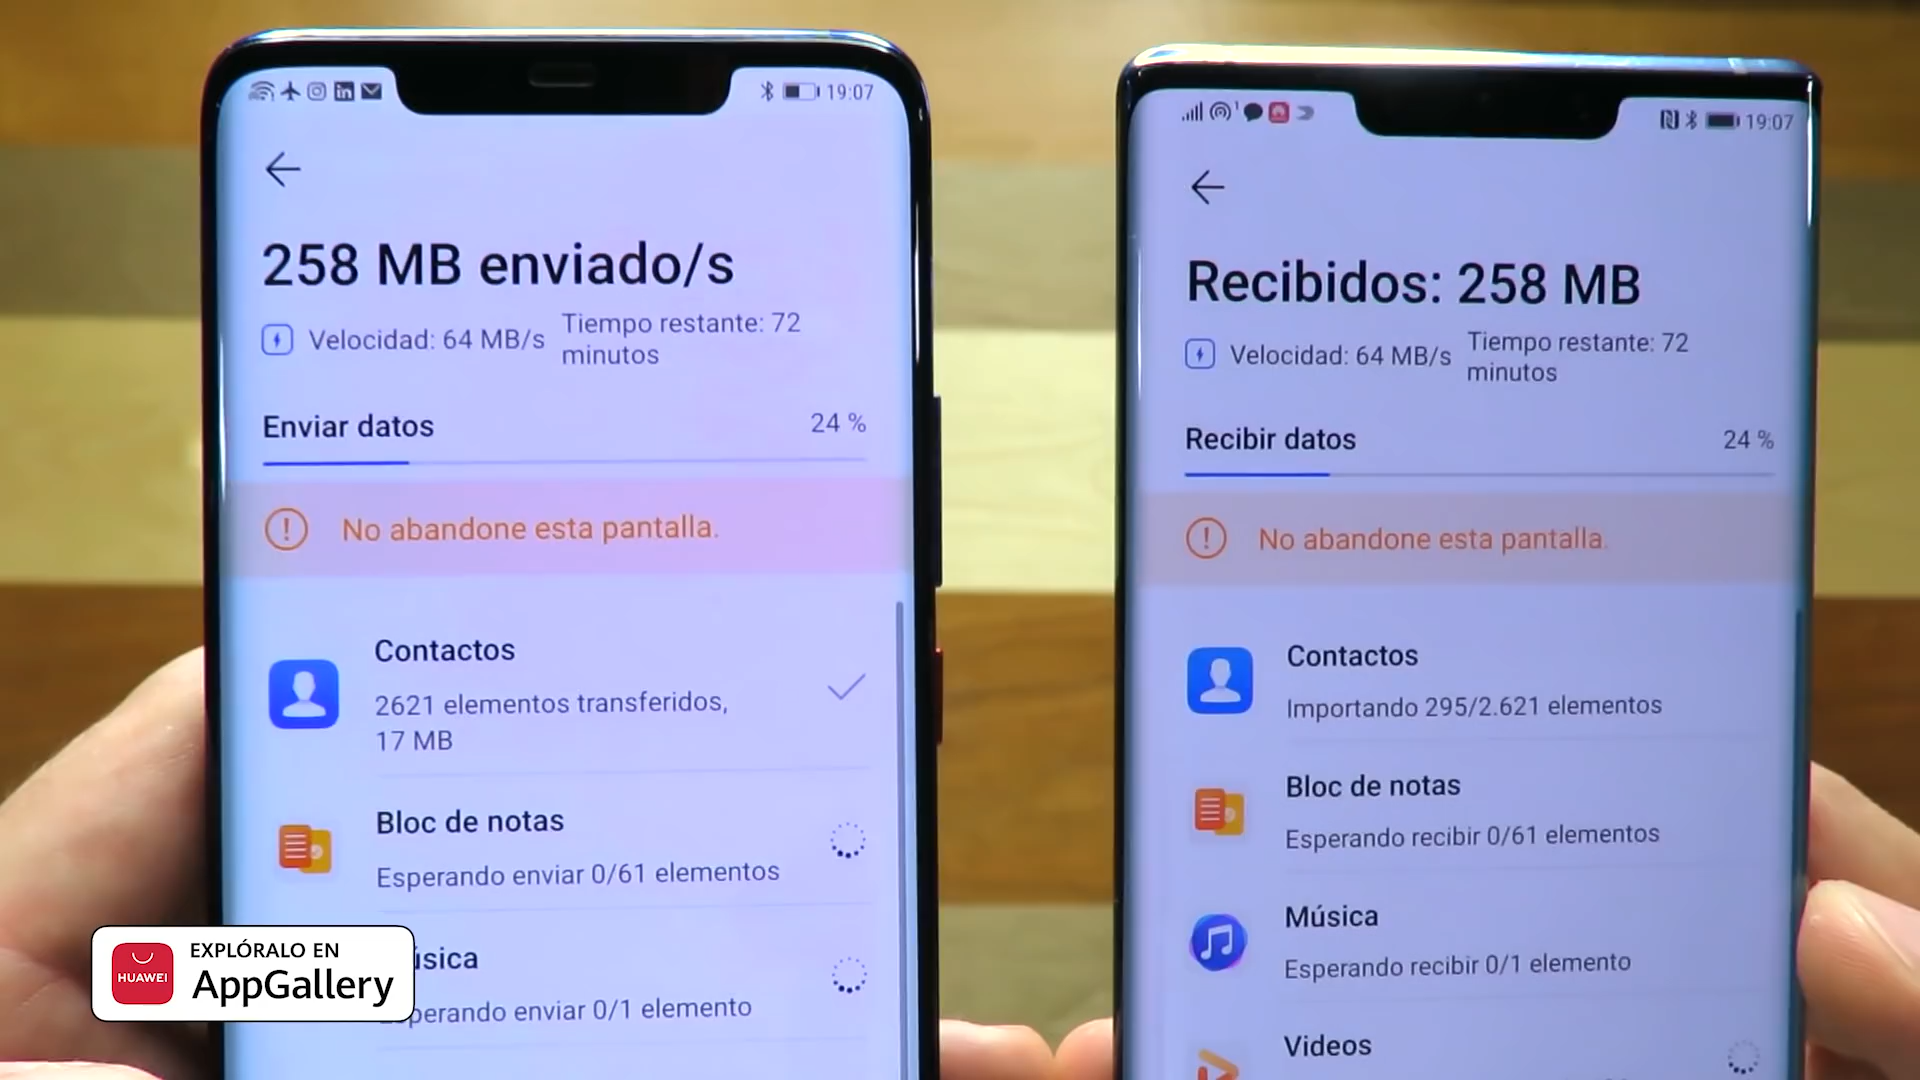 19:07
258 MB enviado/s
Velocidad: 64 MB/s
Tiempo restante: 72
minutos
Enviar datos
24 %
No abandone esta pantalla.
Contactos
2621 elementos transferidos,
17 MB
Bloc de notas
Esperando enviar 0/61 elementos
enviar 0/1 elemento
HUAWEI
EXPLÓRALO EN
AppGallery
19:07
Recibidos: 258 MB
Velocidad: 64 MB/s
Tiempo restante: 72
minutos
Recibir datos
24 %
No abandone esta pantalla.
Contactos
Importando 295/2.621 elementos
Bloc de notas
Esperando recibir 0/61 elementos
Música
Esperando recibir 0/1 elemento
Videos